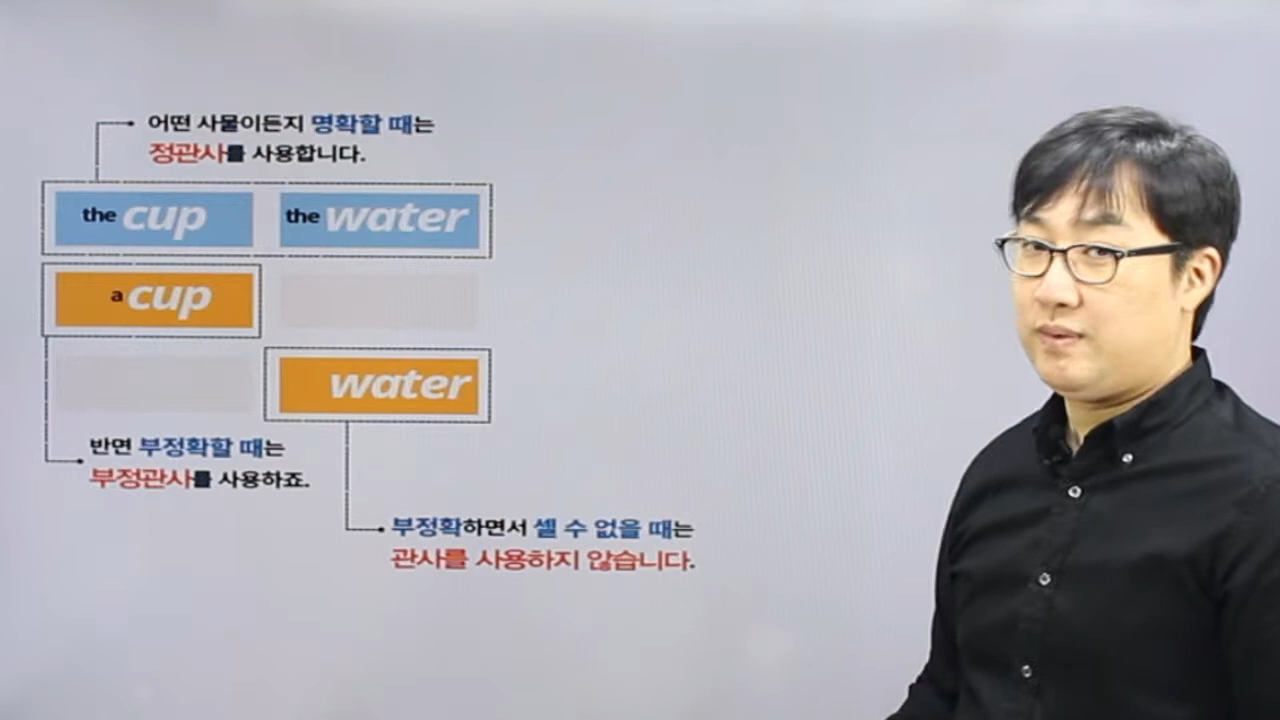 어떤 사물이든지 명확할 때는
정관사를 사용합니다.
the cup the water
a cup
water
반면 부정확할 때는
부정관사를 사용하죠.
부정확하면서 셀 수 없을 때는
관사를 사용하지 않습니다.